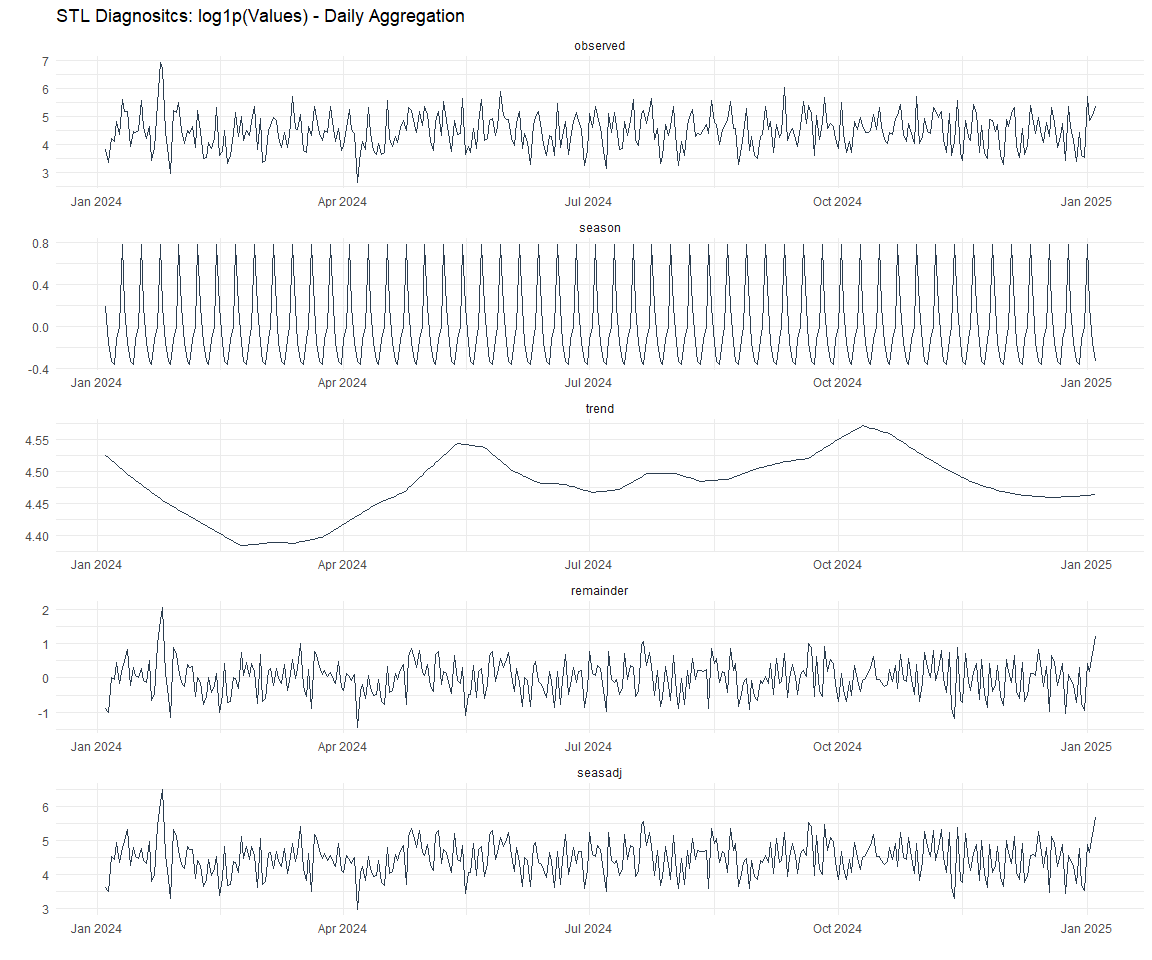 STL Diagnositcs: log1p(Values) - Daily Aggregation
observed
7
6
5
4
3
Jan 2024 Apr 2024 Jul 2024 Oct 2024 Jan 2025
season
0.8
0.4
0.0
-0.4
Jan 2024 Apr 2024 Jul 2024 Oct 2024 Jan 2025
trend
4.55
4.50
4.45
4.40
Jan 2024 Apr 2024 Jul 2024 Oct 2024 Jan 2025
remainder
2
1
0
-1
Jan 2024 Apr 2024 Jul 2024 Oct 2024 Jan 2025
seasadj
6
5
4
3
Jan 2024 Apr 2024 Jul 2024 Oct 2024 Jan 2025